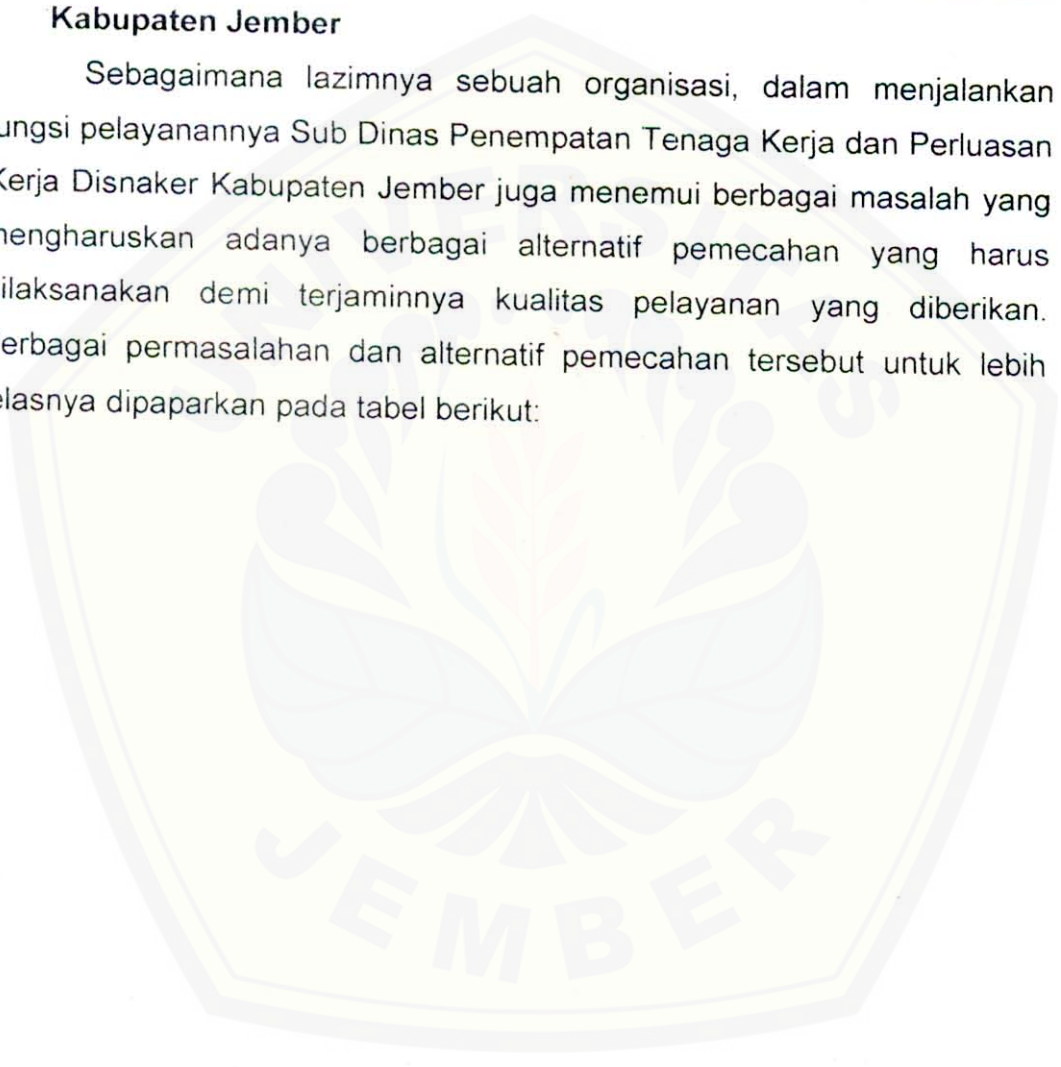 Kabupaten Jember
Sebagaimana lazimnya sebuah organisasi, dalam menjalankan
ungsi pelayanannya Sub Dinas Penempatan Tenaga Kerja dan Perluasan
Kerja Disnaker Kabupaten Jember juga menemui berbagai masalah yang
nengharuskan adanya berbagai alternatif pemecahan yang harus
ilaksanakan demi terjaminnya kualitas pelayanan yang diberikan.
erbagai permasalahan dan alternatif pemecahan tersebut untuk lebih
elasnya dipaparkan pada tabel berikut:
UNIVERSITAS
JEMBER